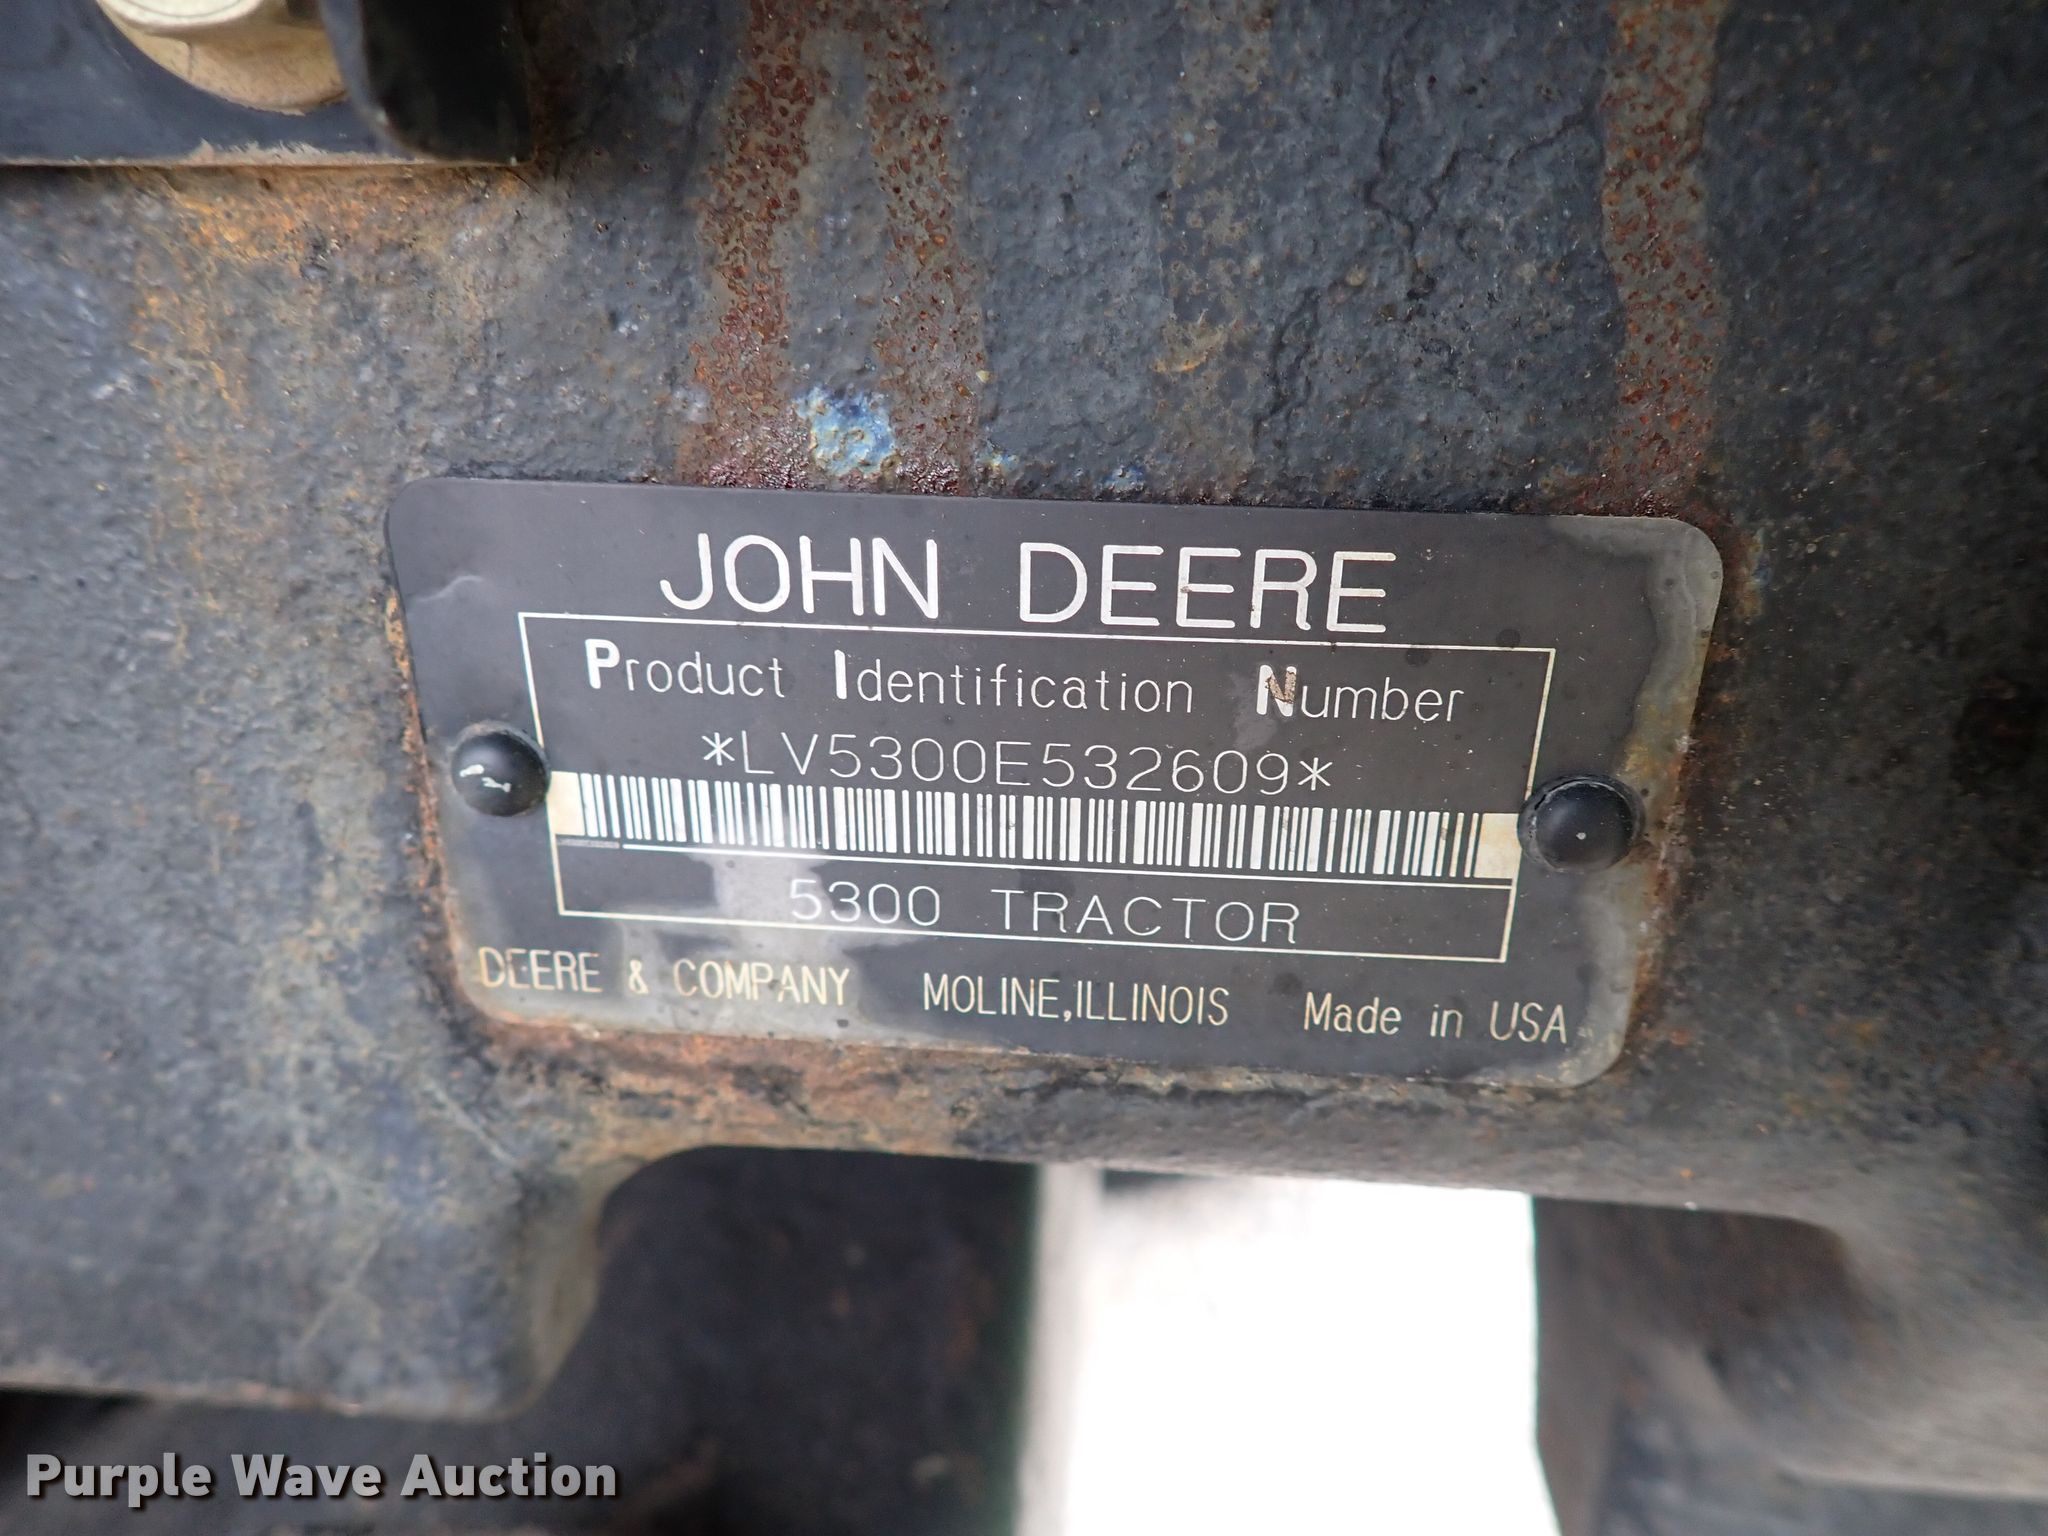 JOHN DEERE
Product Identification Number
*LV5300E532609*
5300 TRACTOR
DEERE & COMPANY MOLINE,ILLINOIS Made in USA
Purple Wave Auction